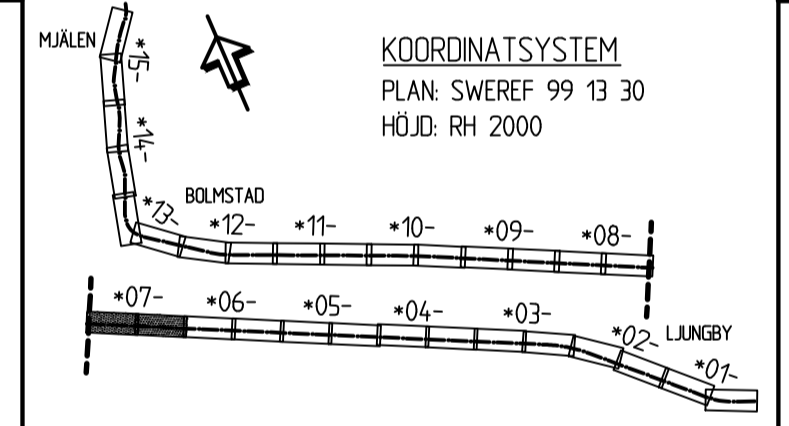 KOORDINATSYSTEM
PLAN: SWEREF 99 13 30
HÖJD: RH 2000
MJÄLEN
*15-
*14-
*13-
BOLMSTAD
*12-
*11-
*10-
*09-
*08-
*07-
*06-
*05-
*04-
*03-
*02-
LJUNGBY
*01-